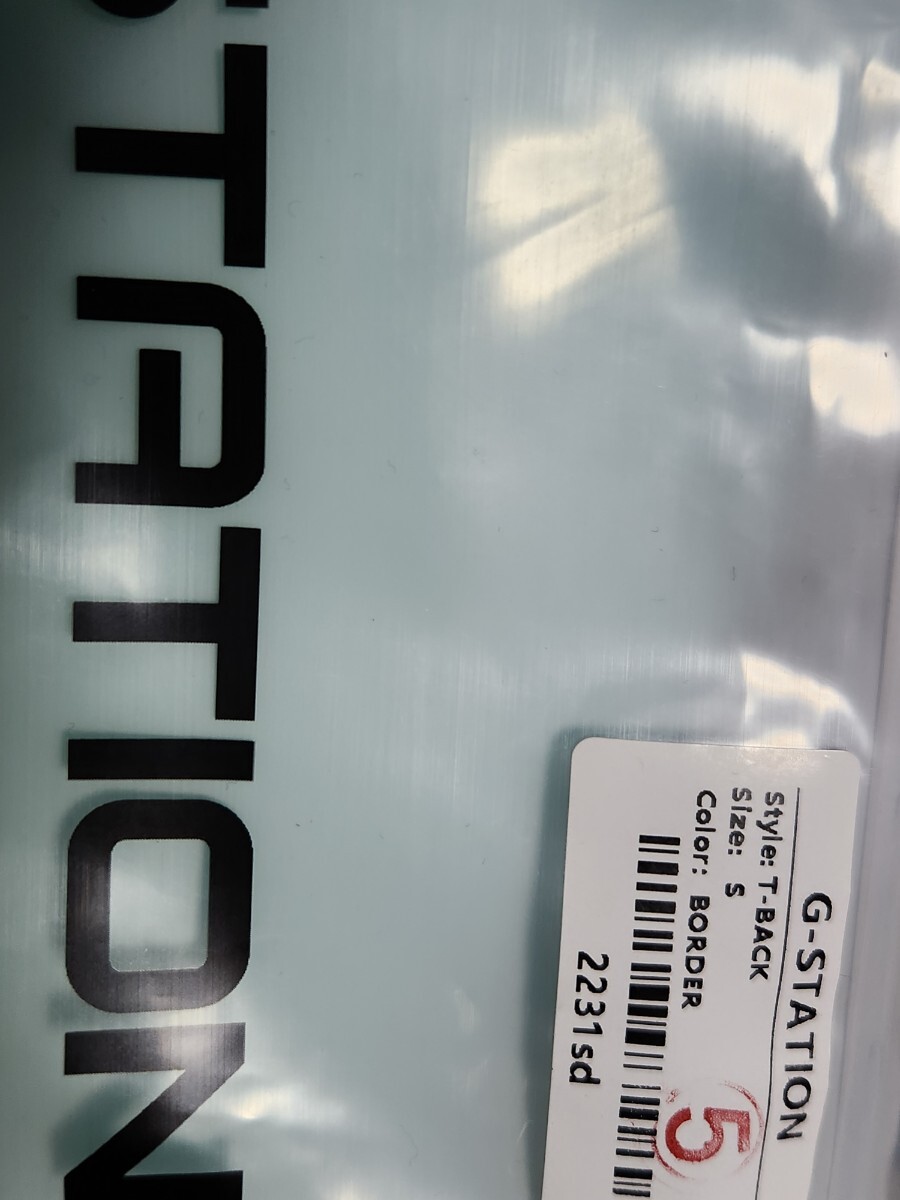 STATION
G-STATION
Style: T-BACK
Size: S
Color: BORDER
2231sd
5